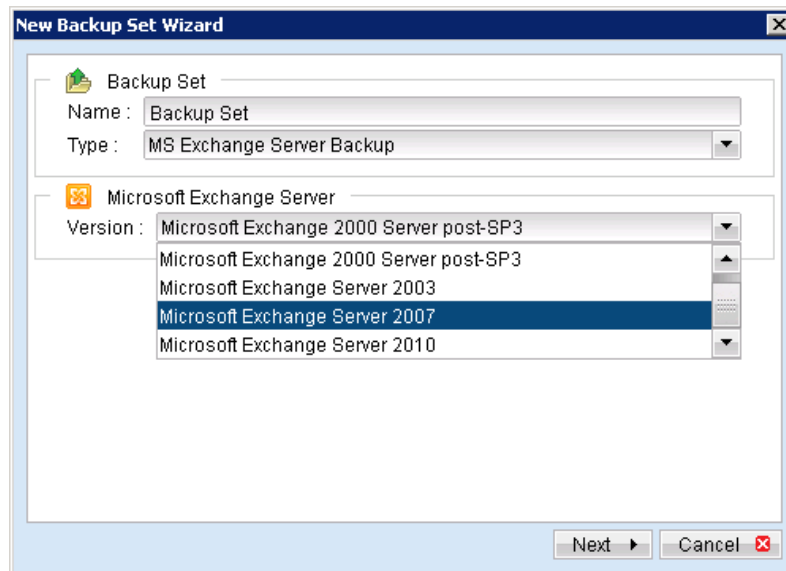 New Backup Set Wizard
Backup Set
Name : Backup Set
Type : MS Exchange Server Backup
Microsoft Exchange Server
Version : Microsoft Exchange 2000 Server post-SP3
Microsoft Exchange 2000 Server post-SP3
Microsoft Exchange Server 2003
Microsoft Exchange Server 2007
Microsoft Exchange Server 2010
Next Cancel